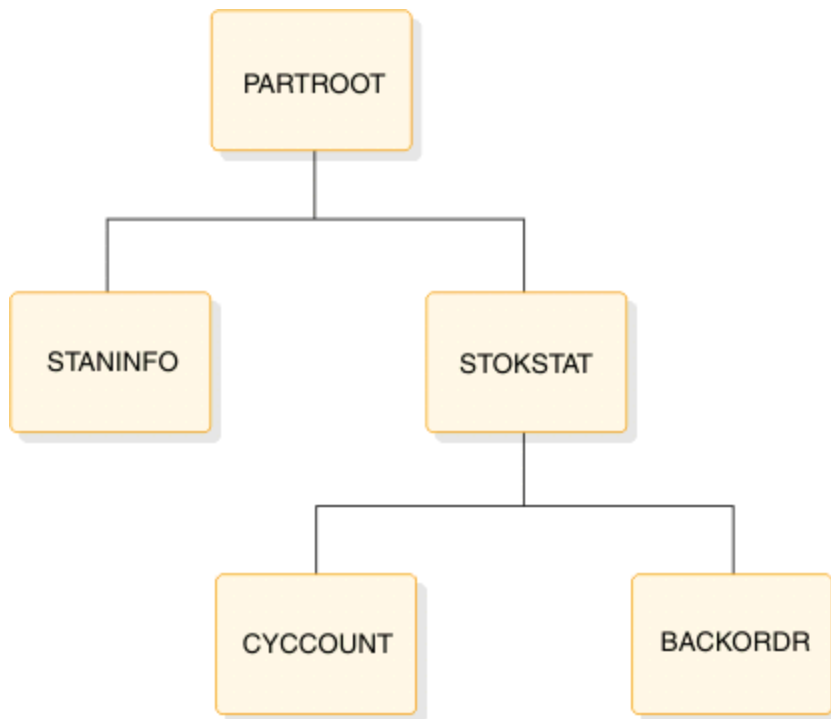 PARTROOT
STANINFO
STOKSTAT
CYCCOUNT
BACKORDR